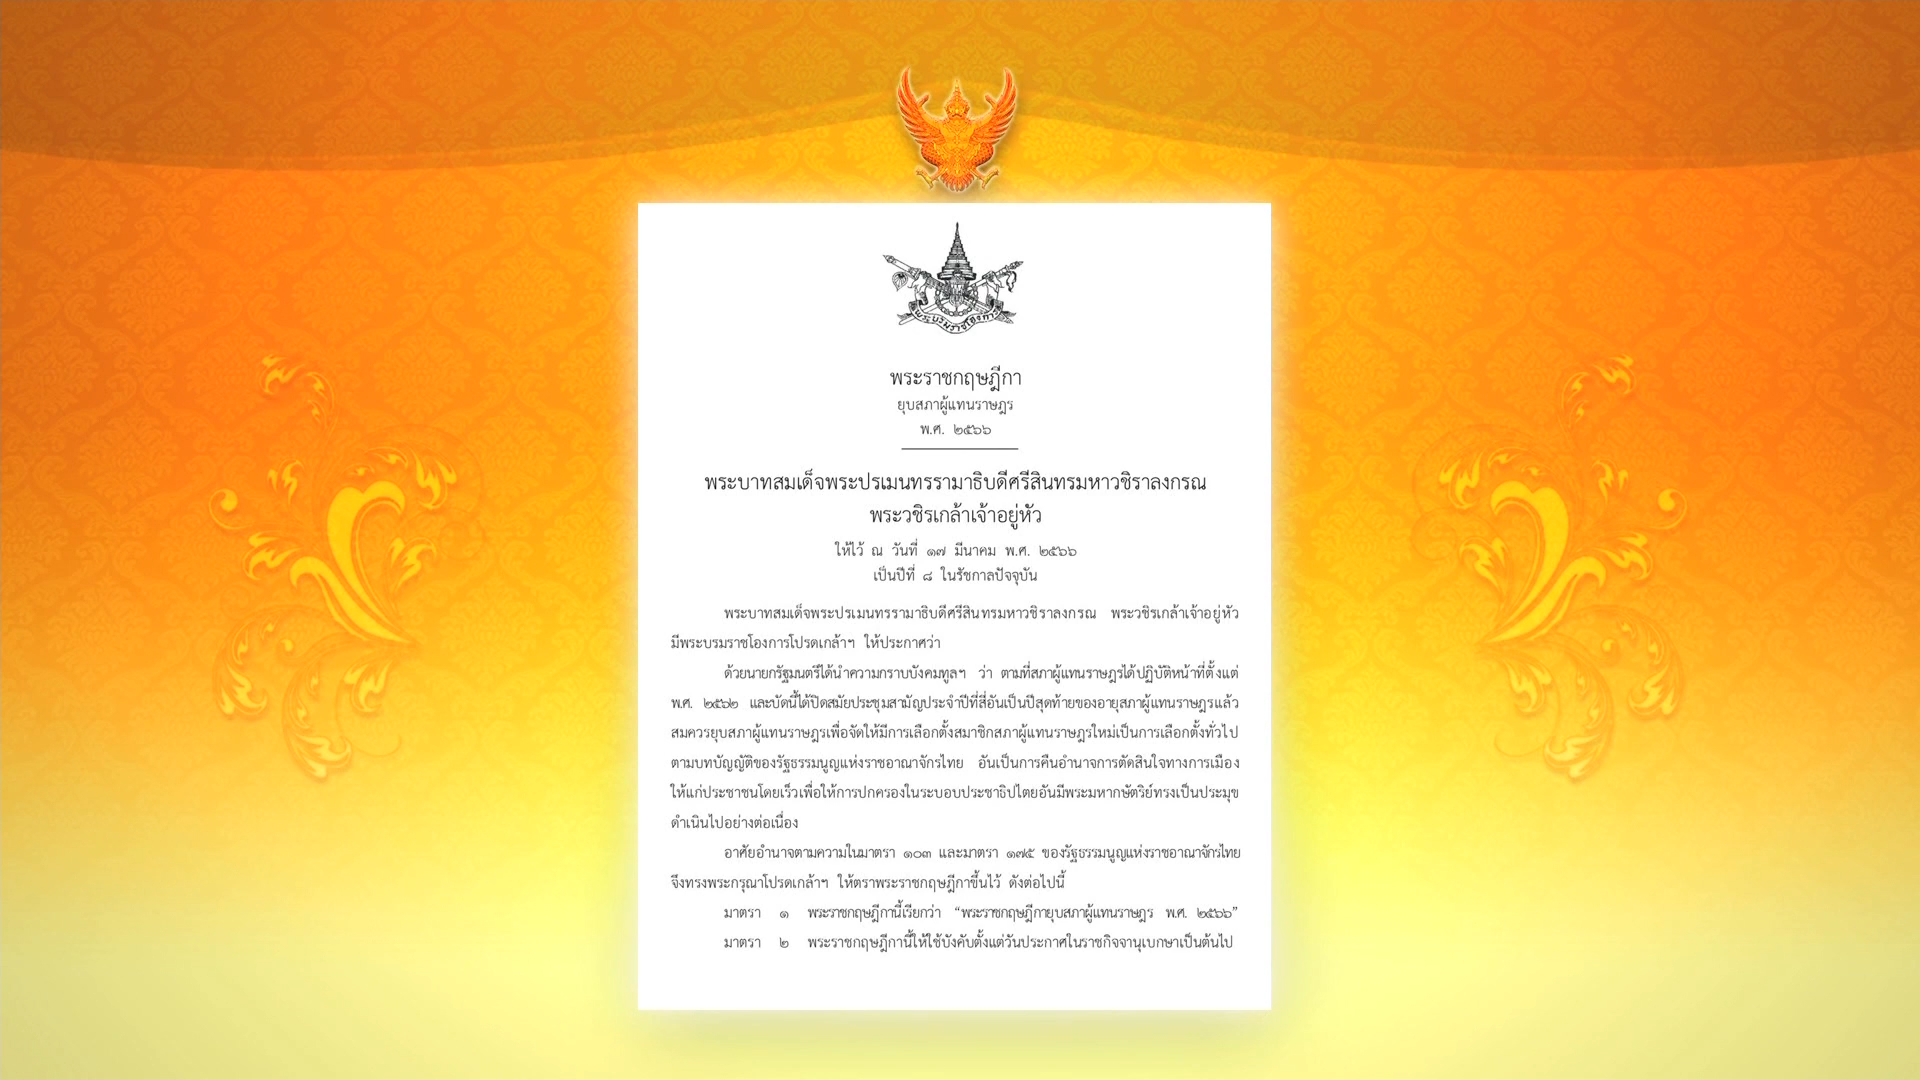 พระบรมราชโองการ
พระราชกฤษฎีกา
ยุบสภาผู้แทนราษฎร
พ.ศ. ๒๕๖๖
พระบาทสมเด็จพระปรเมนทรรามาธิบดีศรีสินทรมหาวชิราลงกรณ
พระวชิรเกล้าเจ้าอยู่หัว
ให้ไว้ ณ วันที่ ๑๗ มีนาคม พ.ศ. ๒๕๖๖
เป็นปีที่ ๘ ในรัชกาลปัจจุบัน
พระบาทสมเด็จพระปรเมนทรรามาธิบดีศรีสินทรมหาวชิราลงกรณ พระวชิรเกล้าเจ้าอยู่หัว
มีพระบรมราชโองการโปรดเกล้าฯ ให้ประกาศว่า
ด้วยนายกรัฐมนตรีได้นำความกราบบังคมทูลฯ ว่า ตามที่สภาผู้แทนราษฎรได้ปฏิบัติหน้าที่ตั้งแต่
พ.ศ. ๒๕๖๒ และบัดนี้ได้ปิดสมัยประชุมสามัญประจำปีที่สี่อันเป็นปีสุดท้ายของอายุสภาผู้แทนราษฎรแล้ว
สมควรยุบสภาผู้แทนราษฎรเพื่อจัดให้มีการเลือกตั้งสมาชิกสภาผู้แทนราษฎรใหม่เป็นการเลือกตั้งทั่วไป
ตามบทบัญญัติของรัฐธรรมนูญแห่งราชอาณาจักรไทย อันเป็นการคืนอำนาจการตัดสินใจทางการเมือง
ให้แก่ประชาชนโดยเร็วเพื่อให้การปกครองในระบอบประชาธิปไตยอันมีพระมหากษัตริย์ทรงเป็นประมุข
ดำเนินไปอย่างต่อเนื่อง
อาศัยอำนาจตามความในมาตรา ๑๐๓ และมาตรา ๑๗๕ ของรัฐธรรมนูญแห่งราชอาณาจักรไทย
จึงทรงพระกรุณาโปรดเกล้าฯ ให้ตราพระราชกฤษฎีกาขึ้นไว้ ดังต่อไปนี้
มาตรา ๑ พระราชกฤษฎีกานี้เรียกว่า “พระราชกฤษฎีกายุบสภาผู้แทนราษฎร พ.ศ. ๒๕๖๖”
มาตรา ๒ พระราชกฤษฎีกานี้ให้ใช้บังคับตั้งแต่วันประกาศในราชกิจจานุเบกษาเป็นต้นไป